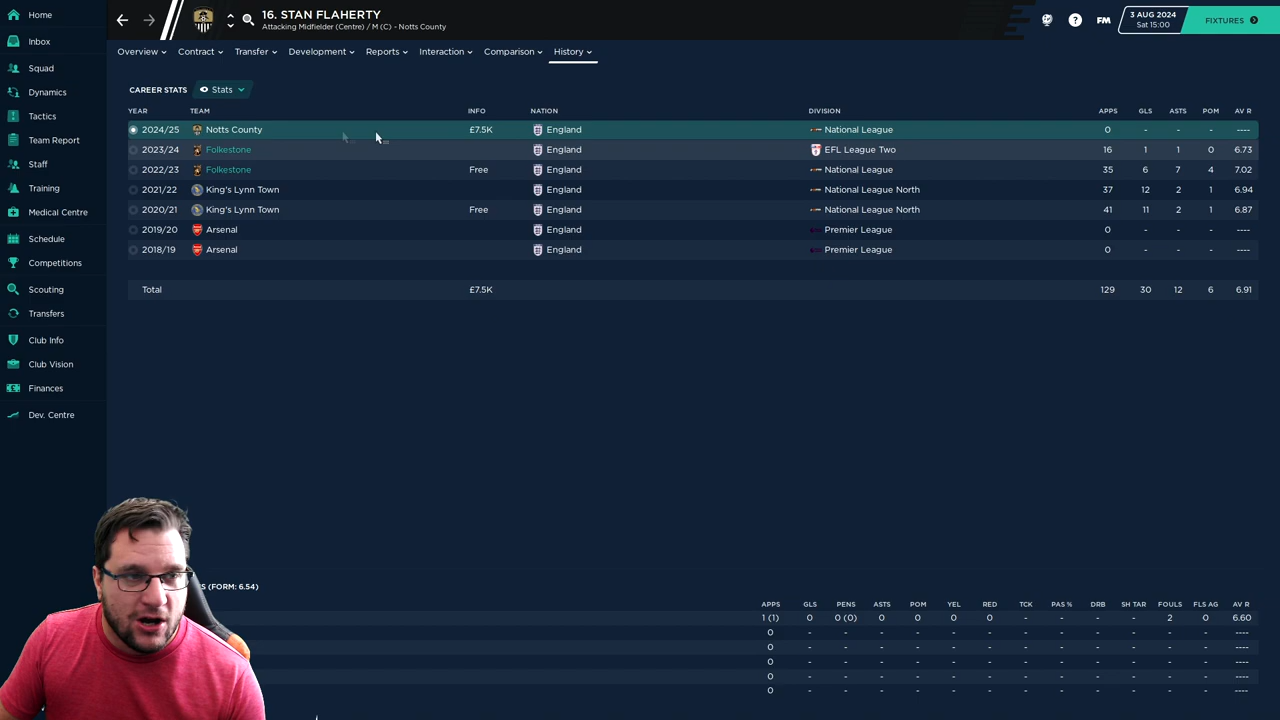 Home
Inbox
Squad
Dynamics
Tactics
Team Report
Staff
Training
Medical Centre
Schedule
Competitions
Scouting
Transfers
Club Info
Club Vision
Finances
Dev. Centre
16. STAN FLAHERTY
Attacking Midfielder (Centre) / M (C) - Notts County
? FM 3 AUG 2024 FIXTURES
Sat 15:00
Overview Contract Transfer Development Reports Interaction Comparison History
CAREER STATS Stats
YEAR TEAM INFO NATION DIVISION APPS GLS ASTS POM AV R
2024/25 Notts County £7.5K England National League 0 - - - ----
2023/24 Folkestone England EFL League Two 16 1 1 0 6.73
2022/23 Folkestone Free England National League 35 6 7 4 7.02
2021/22 King's Lynn Town England National League North 37 12 2 1 6.94
2020/21 King's Lynn Town Free England National League North 41 11 2 1 6.87
2019/20 Arsenal England Premier League 0 - - - ----
2018/19 Arsenal England Premier League 0 - - - ----
Total £7.5K 129 30 12 6 6.91
(FORM: 6.54)
APPS GLS PENS ASTS POM YEL RED TCK PAS % DRB SH TAR FOULS FLS AG AV R
1 (1) 0 0 (0) 0 0 0 0 - - - - 2 0 6.60
0 - - - - - - - - - - - - ----
0 - - - - - - - - - - - - ----
0 - - - - - - - - - - - - ----
0 - - - - - - - - - - - - ----
0 - - - - - - - - - - - - ----